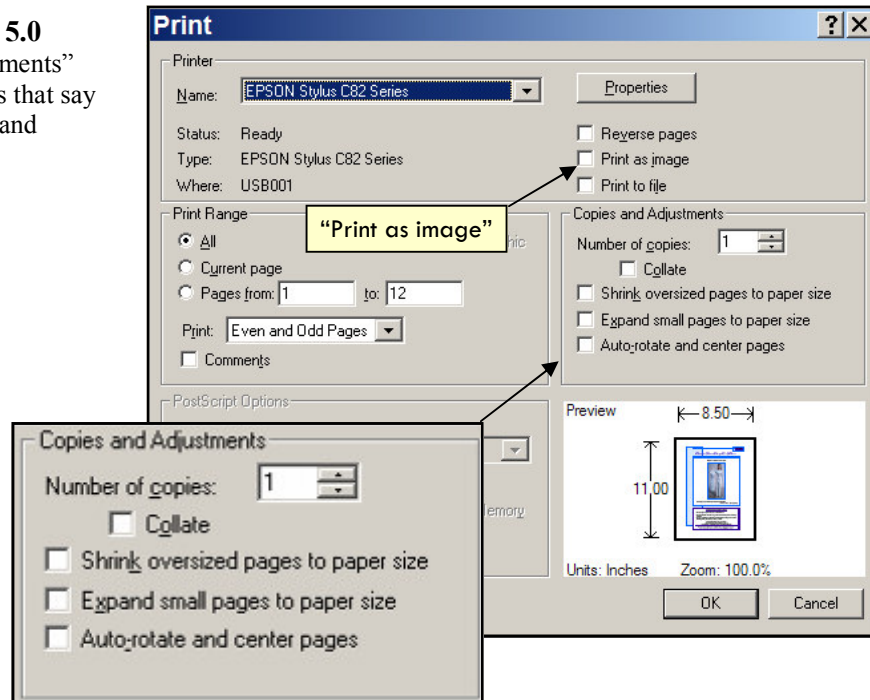 5.0
ments”
s that say
and
Print
Printer
Name: EPSON Stylus C82 Series
Properties
Status: Ready
Reverse pages
Type: EPSON Stylus C82 Series
Print as image
Where: USB001
Print to file
“Print as image”
Print Range
All
Current page
Pages from: 1 to: 12
Print: Even and Odd Pages
Comments
Copies and Adjustments
Number of copies: 1
Collate
Shrink oversized pages to paper size
Expand small pages to paper size
Auto-rotate and center pages
PostScript Options
emory
Preview
8.50
11.00
Units: Inches Zoom: 100.0%
OK Cancel
Copies and Adjustments
Number of copies: 1
Collate
Shrink oversized pages to paper size
Expand small pages to paper size
Auto-rotate and center pages